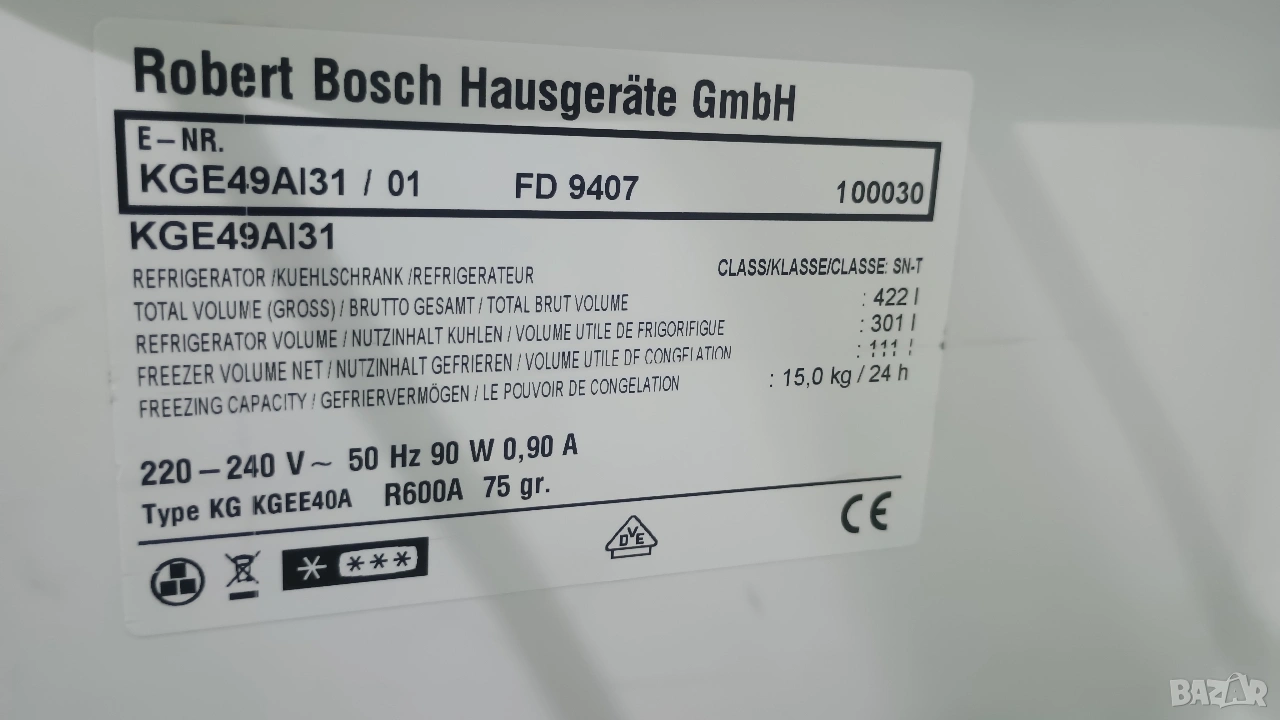 Robert Bosch Hausgeräte GmbH
E-NR.
KGE49AI31 / 01 FD 9407 100030
KGE49AI31
REFRIGERATOR /KUEHLSCHRANK /REFRIGERATEUR CLASS/KLASSE/CLASSE: SN-T
TOTAL VOLUME (GROSS) / BRUTTO GESAMT / TOTAL BRUT VOLUME : 422 l
REFRIGERATOR VOLUME / NUTZINHALT KUHLEN / VOLUME UTILE DE FRIGORIFIGUE : 301 l
FREEZER VOLUME NET / NUTZINHALT GEFRIEREN / VOLUME UTILE DE CONGELATION : 111 l
FREEZING CAPACITY / GEFRIERVERMÖGEN / LE POUVOIR DE CONGELATION : 15,0 kg / 24 h
220-240 V~ 50 Hz 90 W 0,90 A
Type KG KGEE40A R600A 75 gr.
DVE
CE
BAZAR